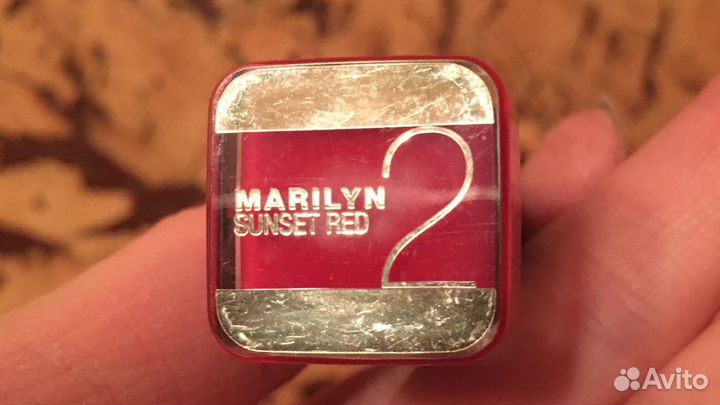 MARILYN
SUNSET RED
2
Avito